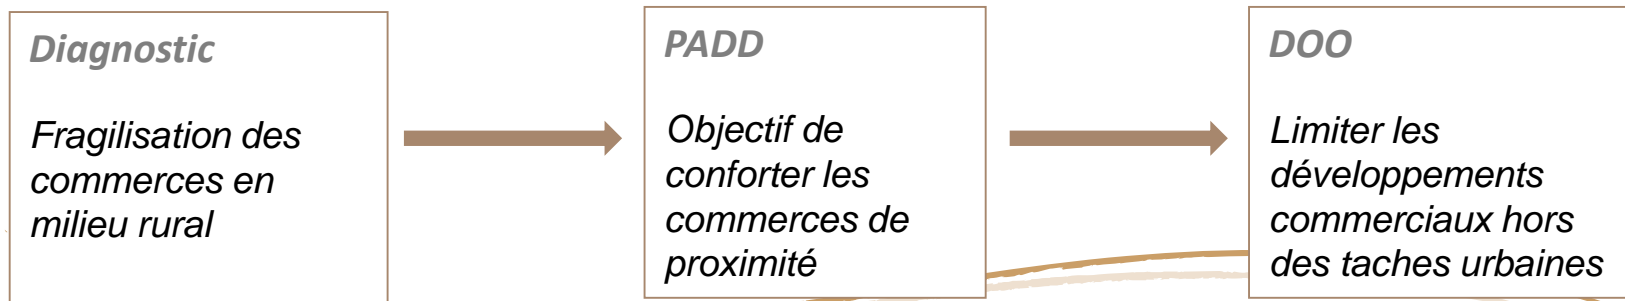 Diagnostic
Fragilisation des
commerces en
milieu rural
PADD
Objectif de
conforter les
commerces de
proximité
DOO
Limiter les
développements
commerciaux hors
des taches urbaines